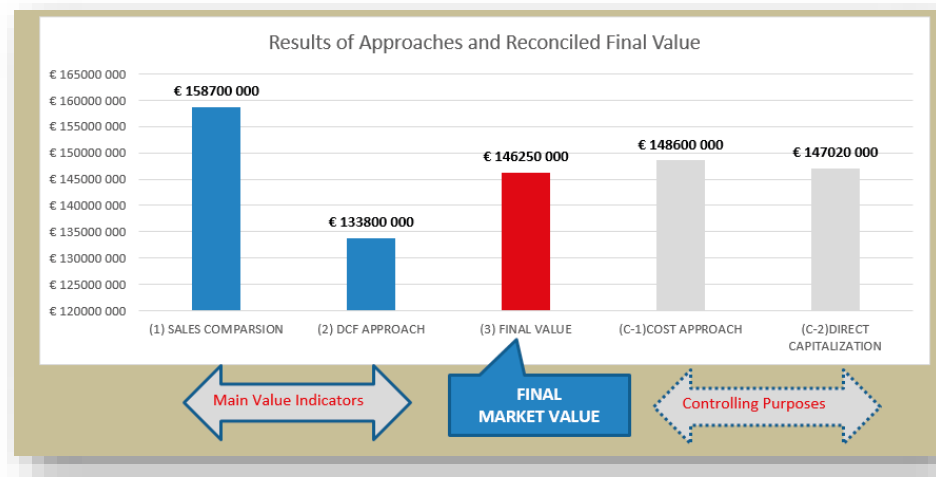 Results of Approaches and Reconciled Final Value
€ 165000 000
€ 160000 000
€ 155000 000
€ 150000 000
€ 145000 000
€ 140000 000
€ 135000 000
€ 130000 000
€ 125000 000
€ 120000 000
€ 158700 000
€ 133800 000
€ 146250 000
€ 148600 000
€ 147020 000
(1) SALES COMPARSION
(2) DCF APPROACH
(3) FINAL VALUE
(C-1)COST APPROACH
(C-2)DIRECT
CAPITALIZATION
Main Value Indicators
FINAL
MARKET VALUE
Controlling Purposes